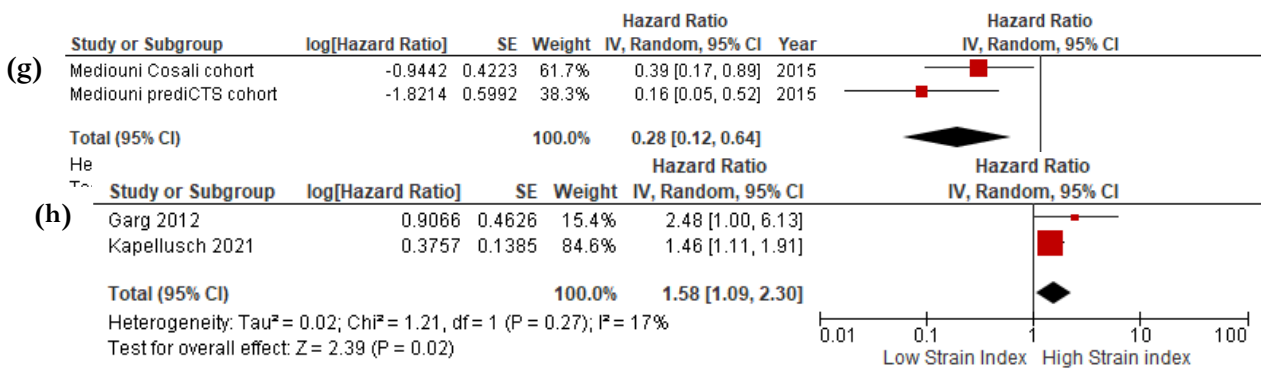 Hazard Ratio Hazard Ratio
Study or Subgroup log[Hazard Ratio] SE Weight IV, Random, 95% CI Year IV, Random, 95% CI
(g) Mediouni Cosali cohort -0.9442 0.4223 61.7% 0.39 [0.17, 0.89] 2015
Mediouni prediCTS cohort -1.8214 0.5992 38.3% 0.16 [0.05, 0.52] 2015
Total (95% CI) 100.0% 0.28 [0.12, 0.64]
He
Hazard Ratio Hazard Ratio
Study or Subgroup log[Hazard Ratio] SE Weight IV, Random, 95% CI IV, Random, 95% CI
(h) Garg 2012 0.9066 0.4626 15.4% 2.48 [1.00, 6.13]
Kapellusch 2021 0.3757 0.1385 84.6% 1.46 [1.11, 1.91]
Total (95% CI) 100.0% 1.58 [1.09, 2.30]
Heterogeneity: Tau² = 0.02; Chi² = 1.21, df = 1 (P = 0.27); I² = 17%
Test for overall effect: Z = 2.39 (P = 0.02)
0.01 0.1 1 10 100
Low Strain Index High Strain index